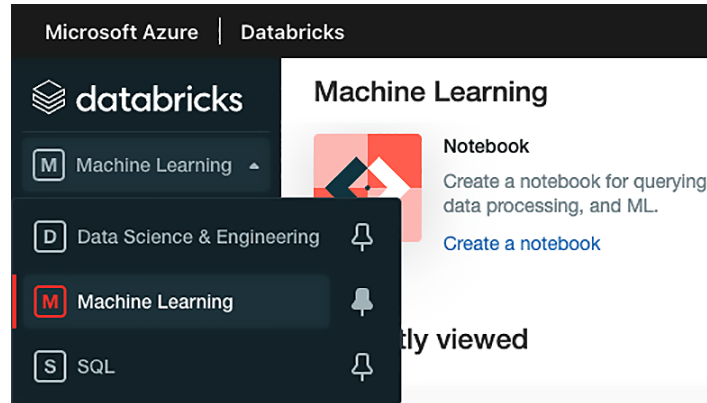 Microsoft Azure | Databricks
databricks
Machine Learning
M Machine Learning
Notebook
Create a notebook for querying
data processing, and ML.
Create a notebook
D Data Science & Engineering
M Machine Learning
S SQL
tly viewed